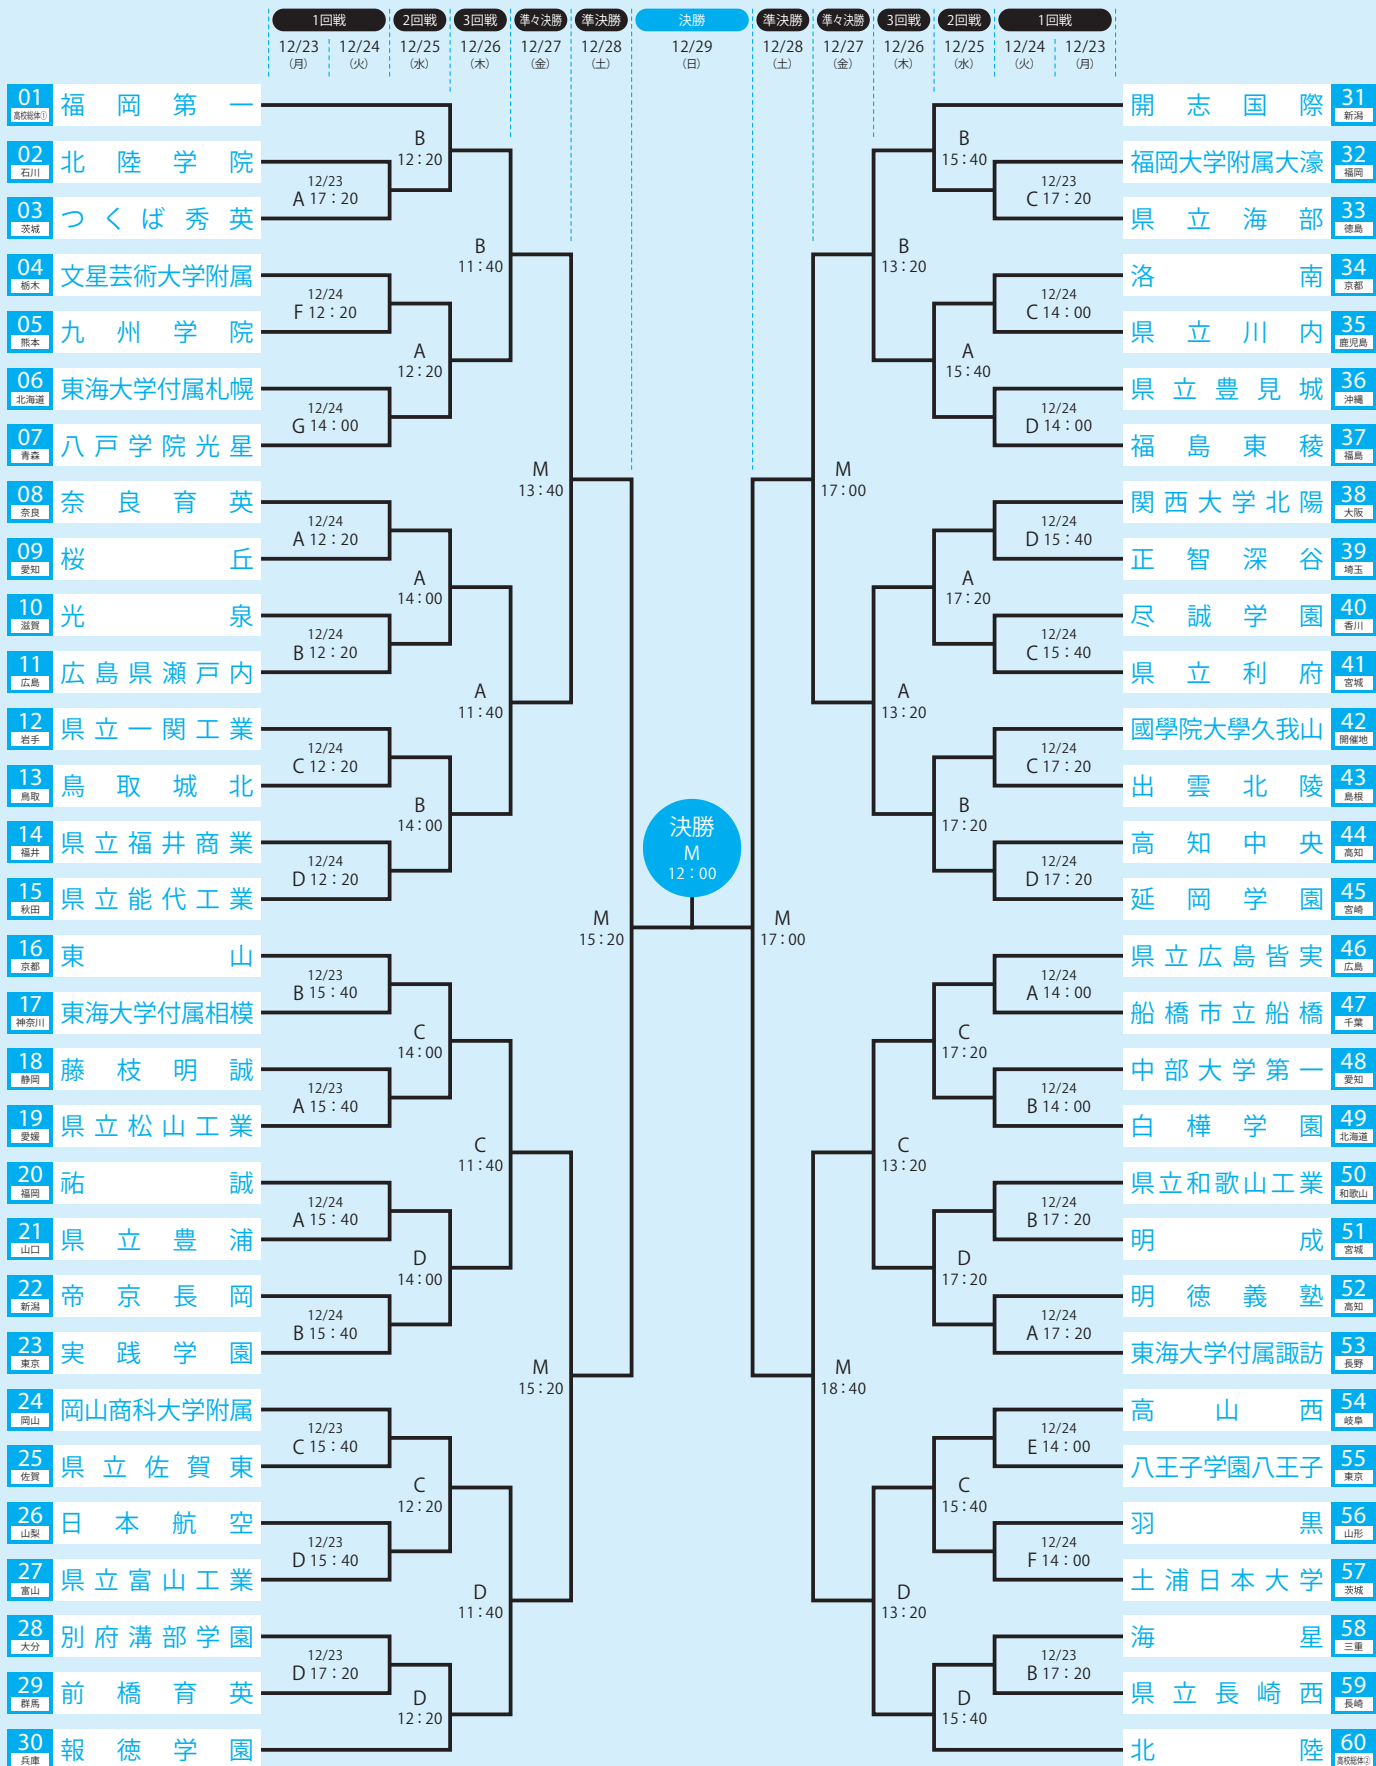 1回戦 2回戦 3回戦 準々決勝 準決勝 決勝 準決勝 準々決勝 3回戦 2回戦 1回戦
12/23 12/24 12/25 12/26 12/27 12/28 12/29 12/28 12/27 12/26 12/25 12/24 12/23
(月) (火) (水) (木) (金) (土) (日) (土) (金) (木) (水) (火) (月)
01 高校総体① 福岡第一
02 石川 北陸学院
03 茨城 つくば秀英
04 栃木 文星芸術大学附属
05 熊本 九州学院
06 北海道 東海大学付属札幌
07 青森 八戸学院光星
08 奈良 奈良育英
09 愛知 桜丘
10 滋賀 光泉
11 広島 広島県瀬戸内
12 岩手 県立一関工業
13 鳥取 鳥取城北
14 福井 県立福井商業
15 秋田 県立能代工業
16 京都 東山
17 神奈川 東海大学付属相模
18 静岡 藤枝明誠
19 愛媛 県立松山工業
20 福岡 祐誠
21 山口 県立豊浦
22 新潟 帝京長岡
23 東京 実践学園
24 岡山 岡山商科大学附属
25 佐賀 県立佐賀東
26 山梨 日本航空
27 富山 県立富山工業
28 大分 別府溝部学園
29 群馬 前橋育英
30 兵庫 報徳学園
12/23
A 17：20
12/24
F 12：20
12/24
G 14：00
12/24
A 12：20
12/24
B 12：20
12/24
C 12：20
12/24
D 12：20
12/23
B 15：40
12/23
A 15：40
12/24
A 15：40
12/24
B 15：40
12/23
C 15：40
12/23
D 15：40
12/23
D 17：20
B
12：20
A
12：20
A
14：00
B
14：00
C
14：00
D
14：00
C
12：20
D
12：20
B
11：40
A
11：40
C
11：40
D
11：40
M
13：40
M
15：20
M
15：20
決勝
M
12：00
M
17：00
M
17：00
M
18：40
B
13：20
A
13：20
C
13：20
D
13：20
B
15：40
A
15：40
A
17：20
B
17：20
C
17：20
D
17：20
C
15：40
D
15：40
12/23
C 17：20
12/24
C 14：00
12/24
D 14：00
12/24
D 15：40
12/24
C 15：40
12/24
C 17：20
12/24
D 17：20
12/24
A 14：00
12/24
B 14：00
12/24
B 17：20
12/24
A 17：20
12/24
E 14：00
12/24
F 14：00
12/23
B 17：20
開志国際 31 新潟
福岡大学附属大濠 32 福岡
県立海部 33 徳島
洛南 34 京都
県立川内 35 鹿児島
県立豊見城 36 沖縄
福島東稜 37 福島
関西大学北陽 38 大阪
正智深谷 39 埼玉
尽誠学園 40 香川
県立利府 41 宮城
國學院大學久我山 42 開催地
出雲北陵 43 島根
高知中央 44 高知
延岡学園 45 宮崎
県立広島皆実 46 広島
船橋市立船橋 47 千葉
中部大学第一 48 愛知
白樺学園 49 北海道
県立和歌山工業 50 和歌山
明成 51 宮城
明徳義塾 52 高知
東海大学付属諏訪 53 長野
高山西 54 岐阜
八王子学園八王子 55 東京
羽黒 56 山形
土浦日本大学 57 茨城
海星 58 三重
県立長崎西 59 長崎
北陸 60 高校総体②